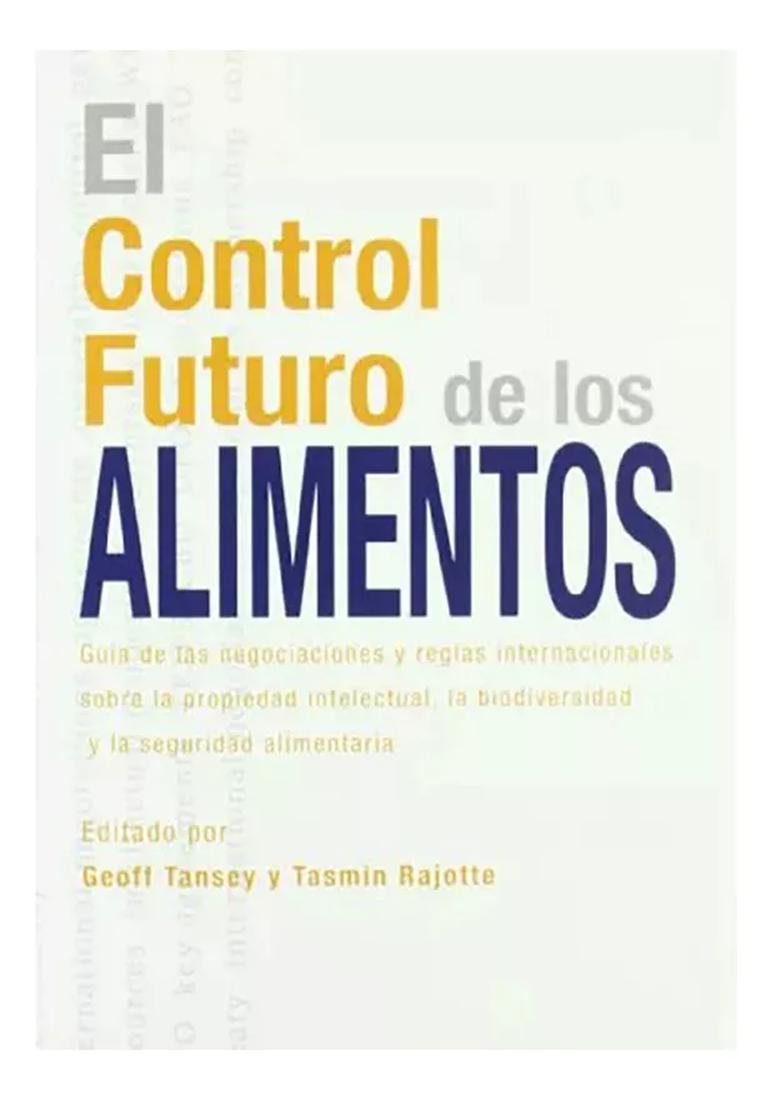 El
Control
Futuro de los
ALIMENTOS
Guía de las negociaciones y reglas internacionales
sobre la propiedad intelectual, la biodiversidad
y la seguridad alimentaria
Editado por
Geoff Tansey y Tasmin Rajotte